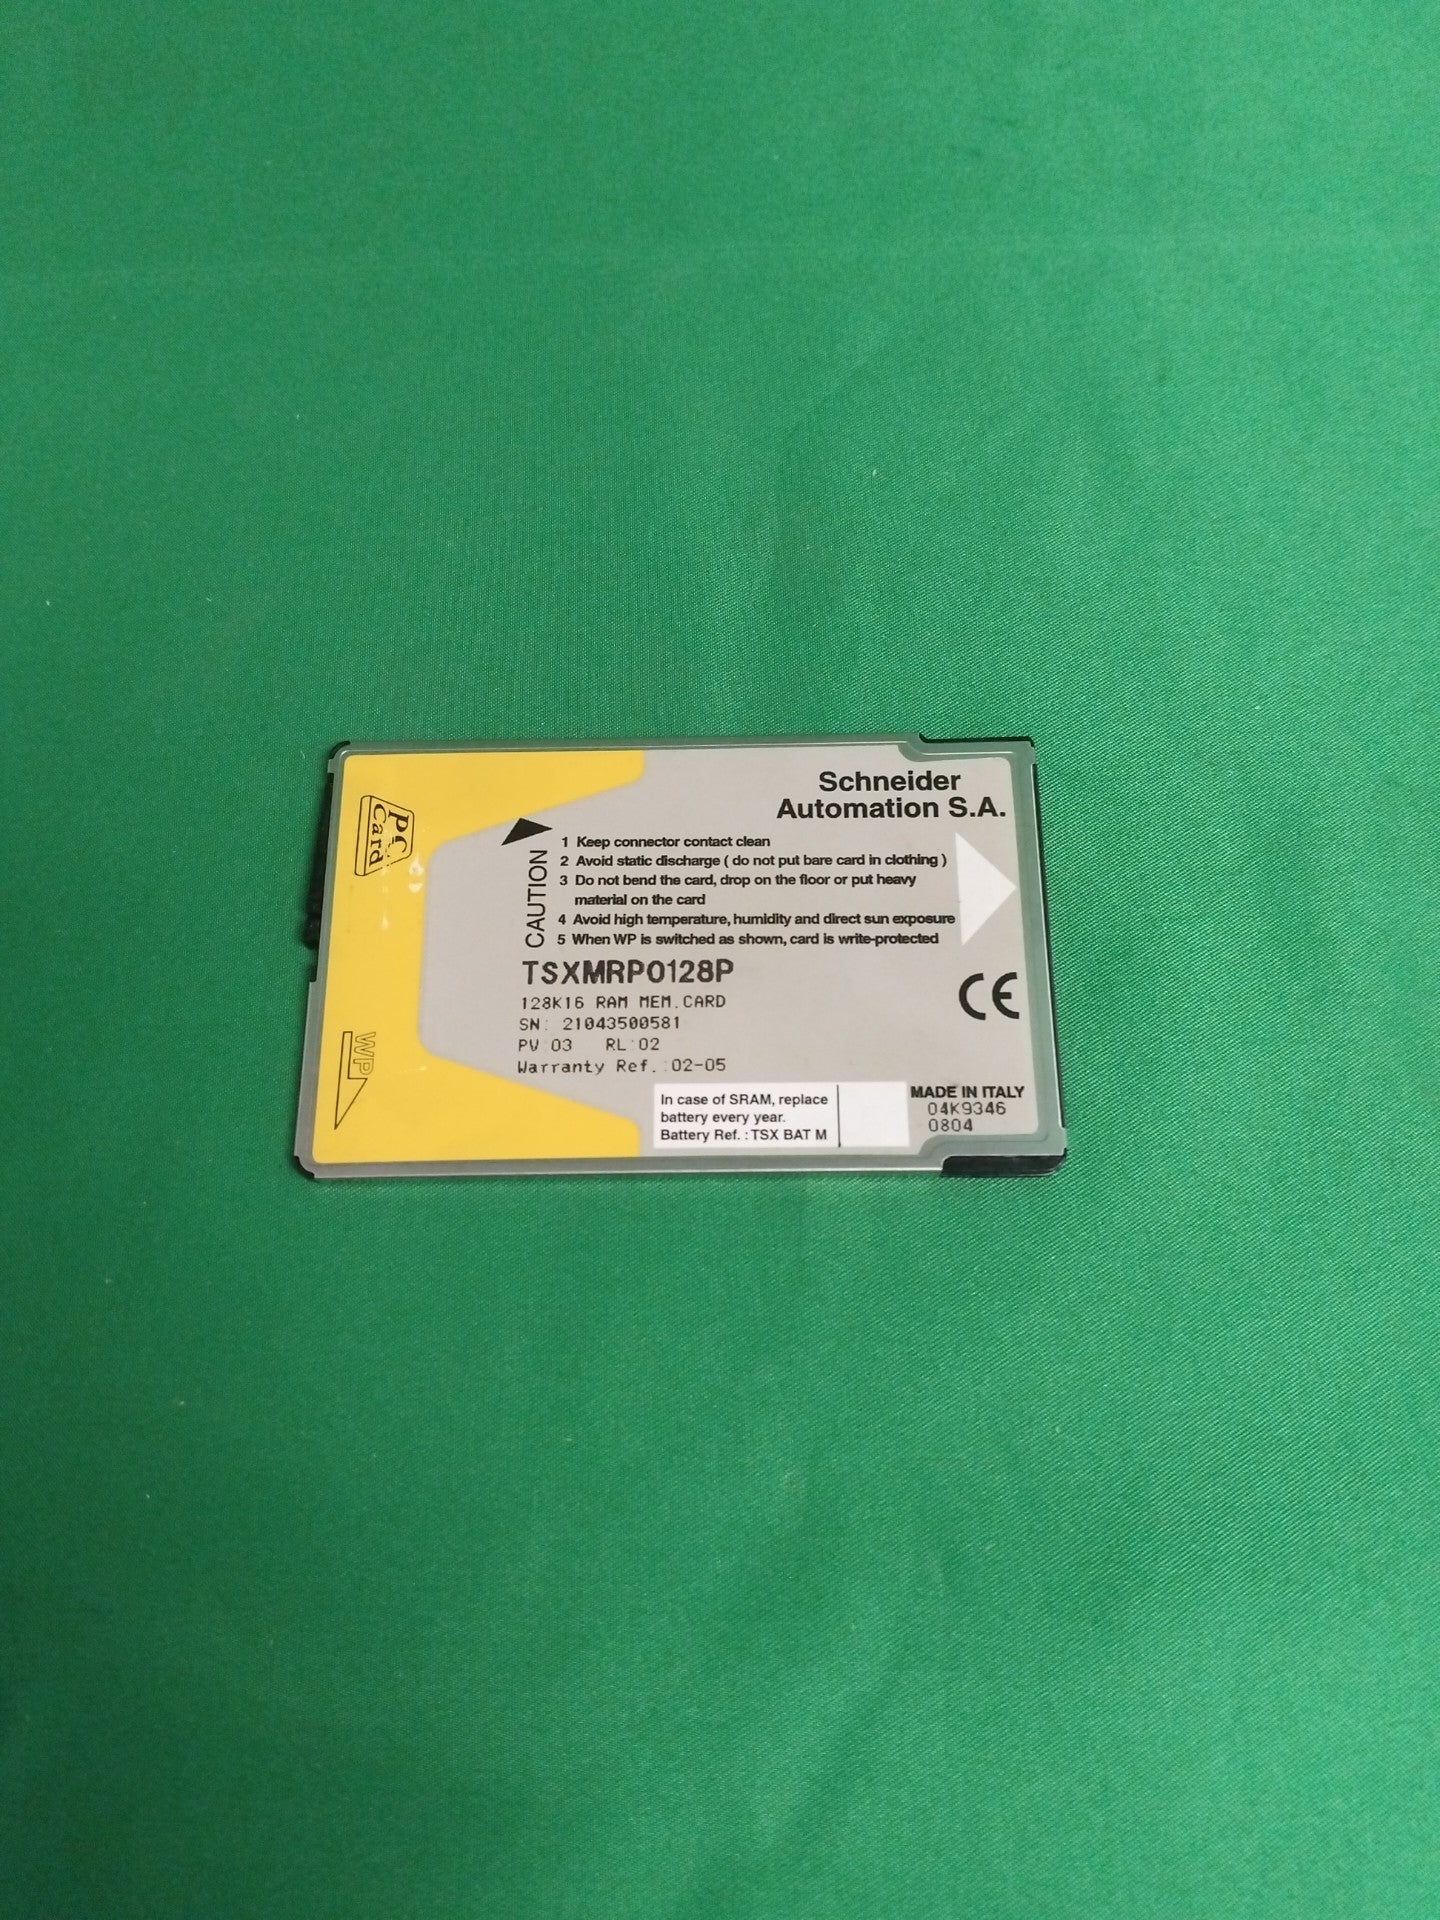 Schneider
Automation S.A.
PC
Card
CAUTION
1 Keep connector contact clean
2 Avoid static discharge ( do not put bare card in clothing )
3 Do not bend the card, drop on the floor or put heavy
material on the card
4 Avoid high temperature, humidity and direct sun exposure
5 When WP is switched as shown, card is write-protected
TSXMRP0128P
128K16 RAM MEM.CARD
SN: 21043500581
PV:03 RL:02
Warranty Ref.:02-05
CE
WP
In case of SRAM, replace
battery every year.
Battery Ref. : TSX BAT M
MADE IN ITALY
04K9346
0804